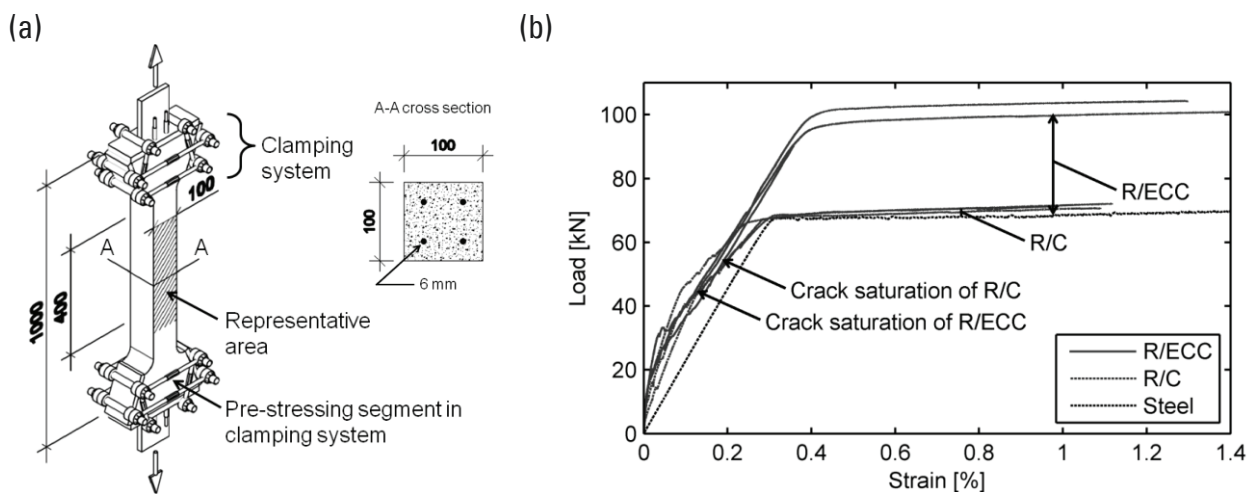 (a)
(b)
A-A cross section
Clamping
system
100
100
100
1000
400
A
A
6 mm
Representative
area
Pre-stressing segment in
clamping system
Load [kN]
100
80
60
40
20
0
R/ECC
R/C
Crack saturation of R/C
Crack saturation of R/ECC
R/ECC
R/C
Steel
0
0.2
0.4
0.6
0.8
1
1.2
1.4
Strain [%]